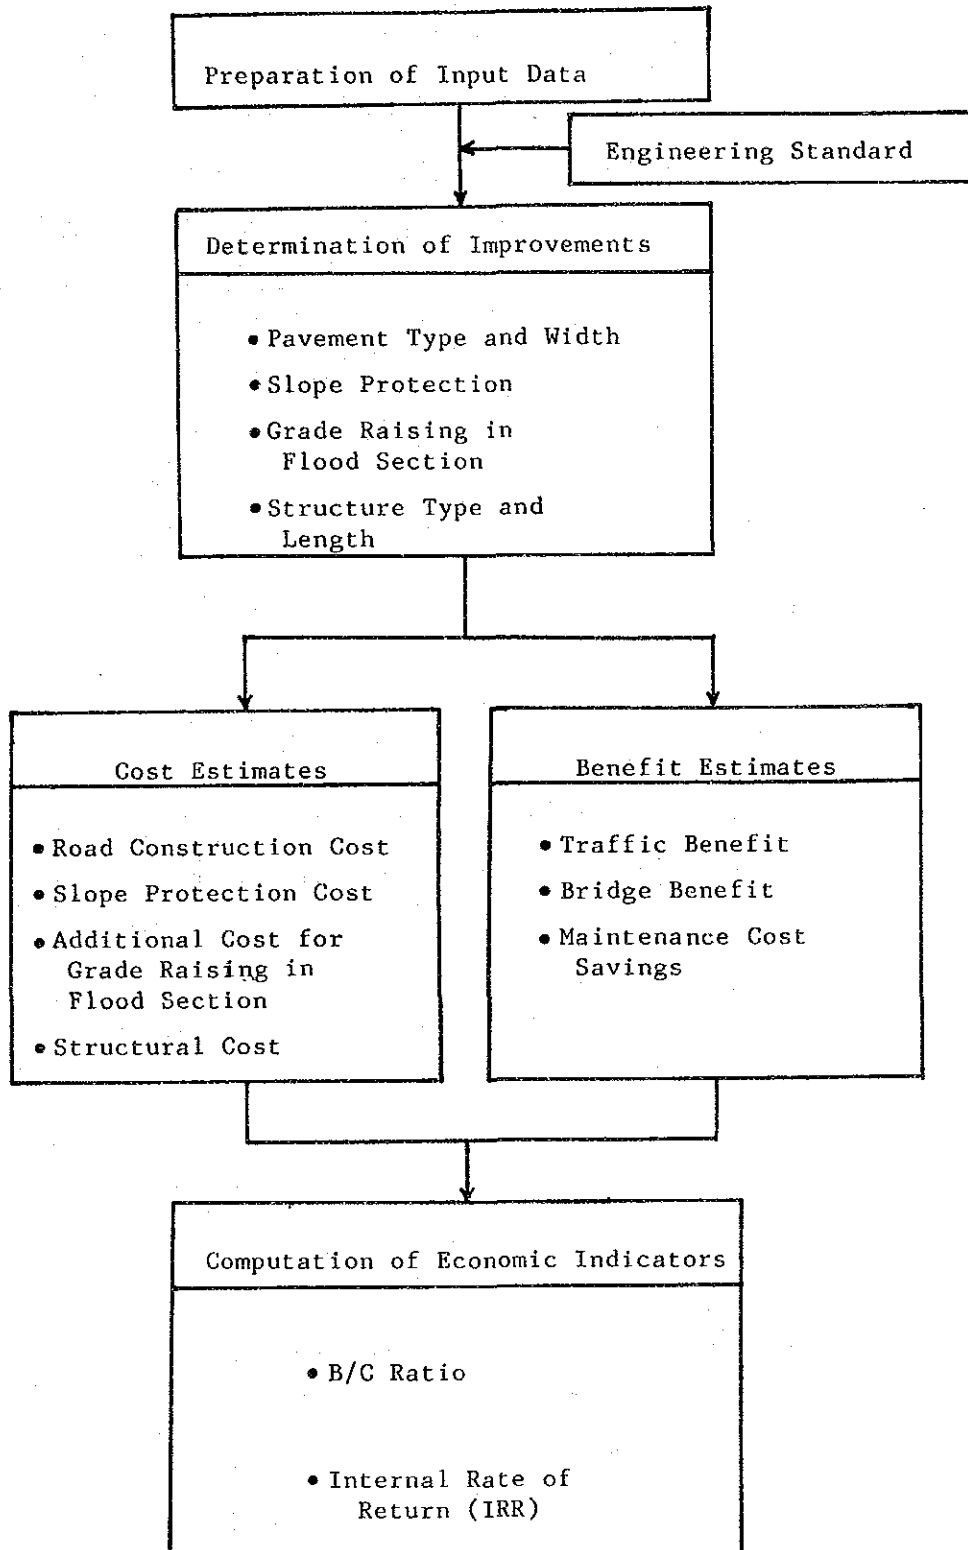 Preparation of Input Data
Engineering Standard
Determination of Improvements
• Pavement Type and Width
• Slope Protection
• Grade Raising in
Flood Section
• Structure Type and
Length
Cost Estimates
• Road Construction Cost
• Slope Protection Cost
• Additional Cost for
Grade Raising in
Flood Section
• Structural Cost
Benefit Estimates
• Traffic Benefit
• Bridge Benefit
• Maintenance Cost
Savings
Computation of Economic Indicators
• B/C Ratio
• Internal Rate of
Return (IRR)